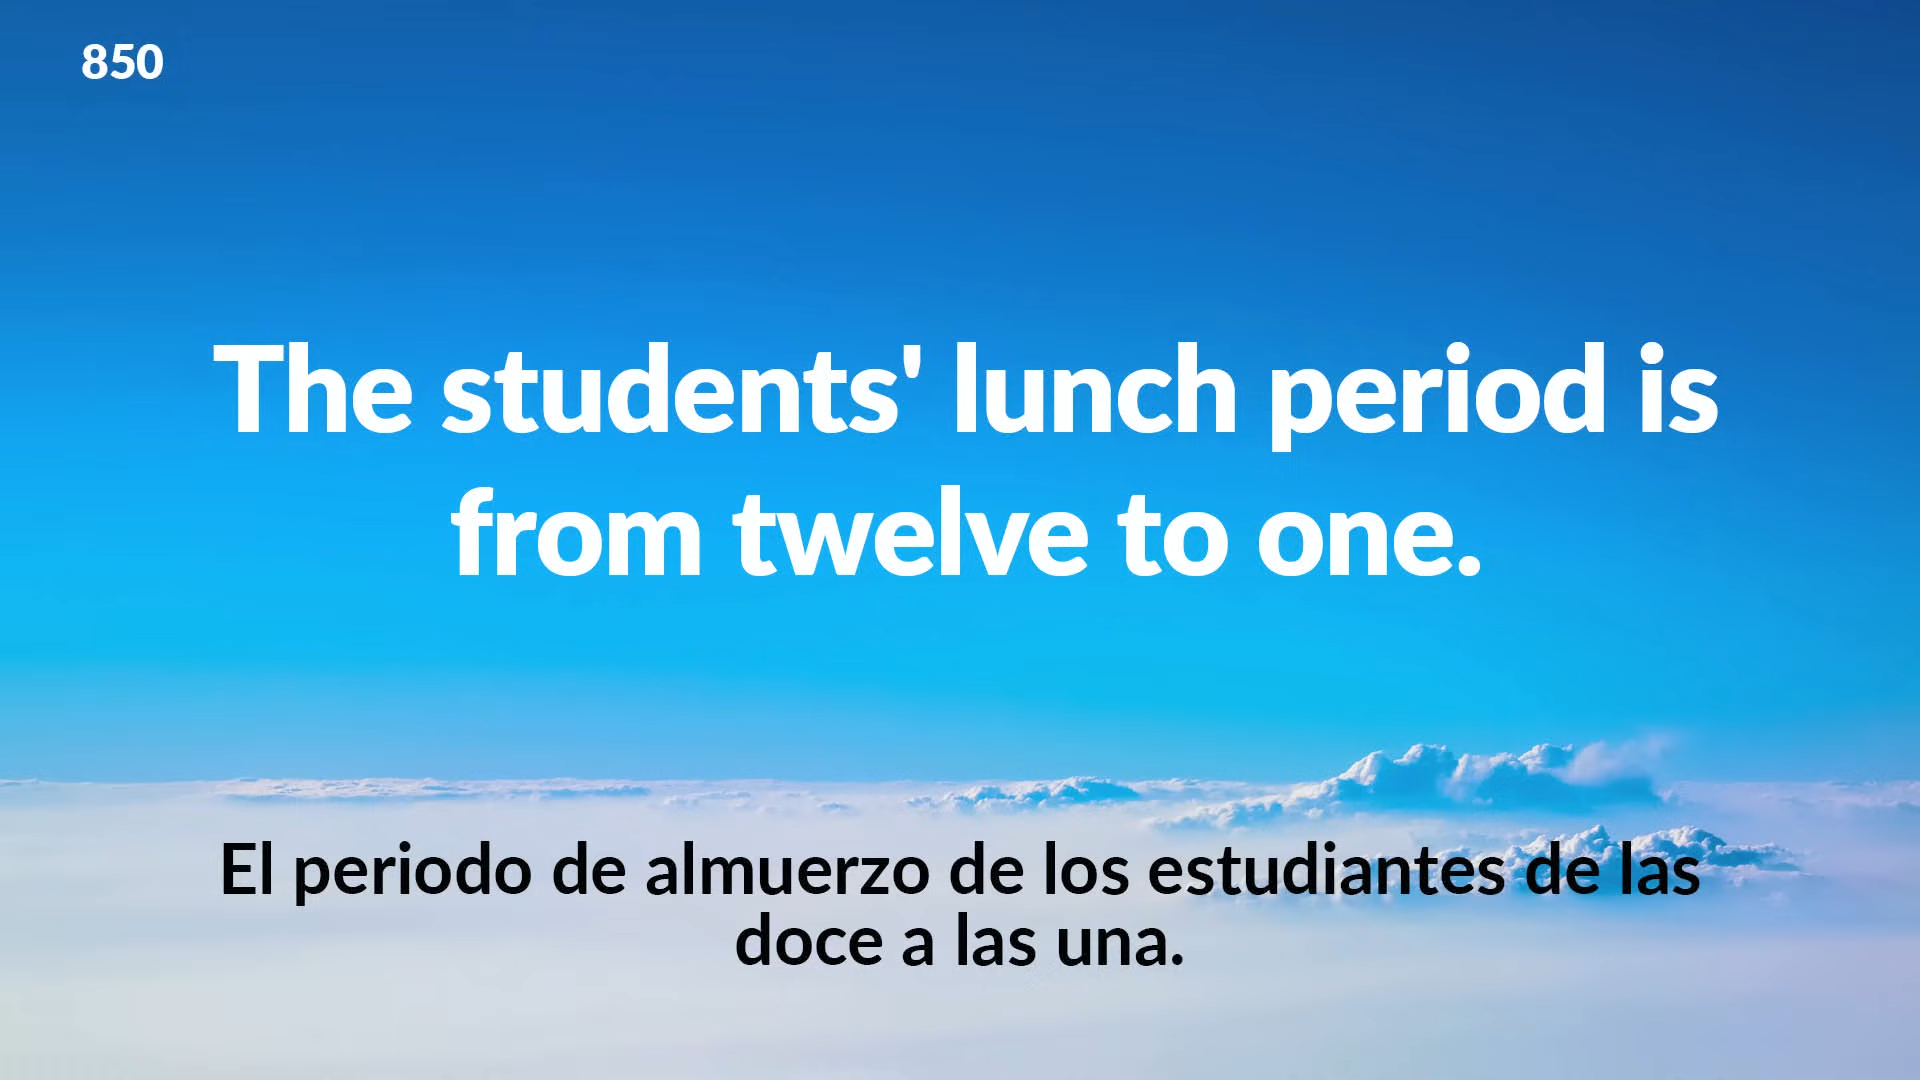 850
The students' lunch period is
from twelve to one.
El periodo de almuerzo de los estudiantes de las
doce a las una.